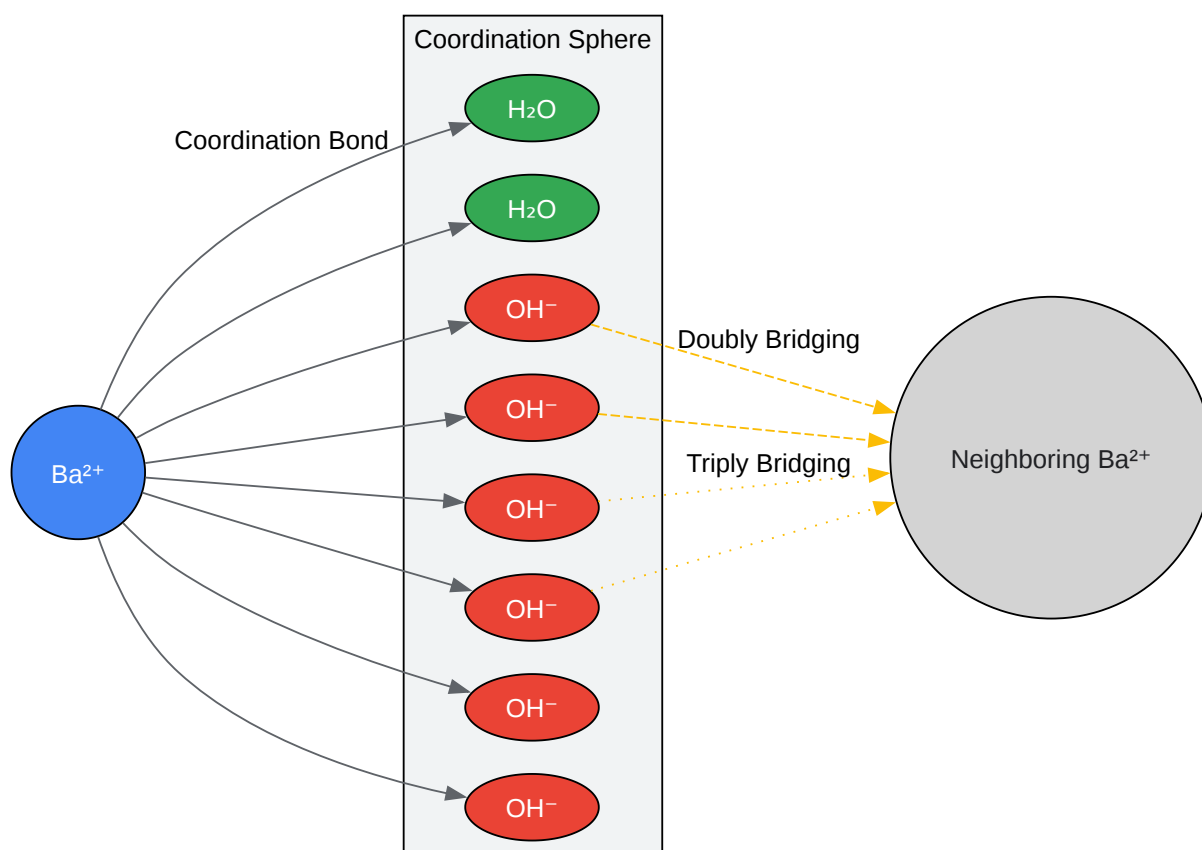 Coordination Sphere
H₂O
Coordination Bond
H₂O
OH⁻
Doubly Bridging
OH⁻
Triply Bridging
Neighboring Ba²⁺
Ba²⁺
OH⁻
OH⁻
OH⁻
OH⁻